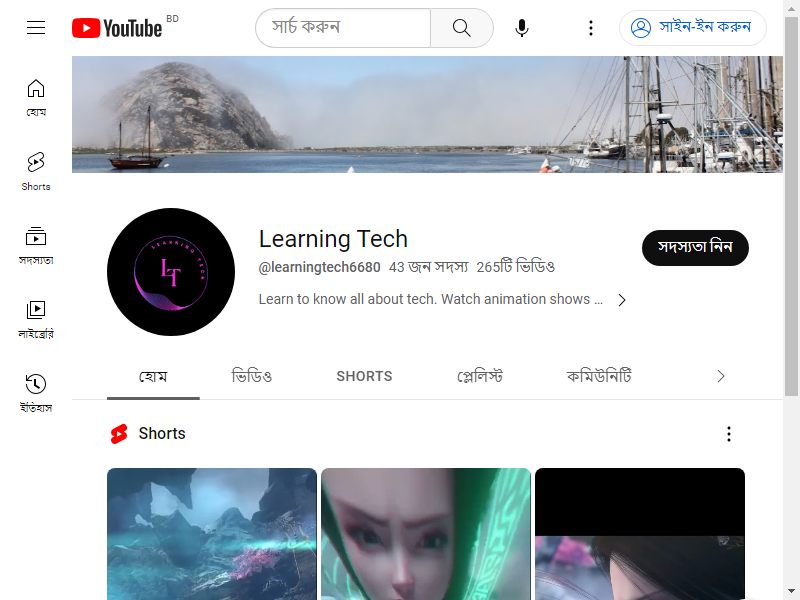 YouTube BD
সার্চ করুন
সাইন-ইন করুন
হোম
Shorts
সদস্যতা
লাইব্রেরি
ইতিহাস
LEARNING TECH
LT
Learning Tech
@learningtech6680 43 জন সদস্য 265টি ভিডিও
Learn to know all about tech. Watch animation shows ...
সদস্যতা নিন
হোম ভিডিও SHORTS প্লেলিস্ট কমিউনিটি
Shorts